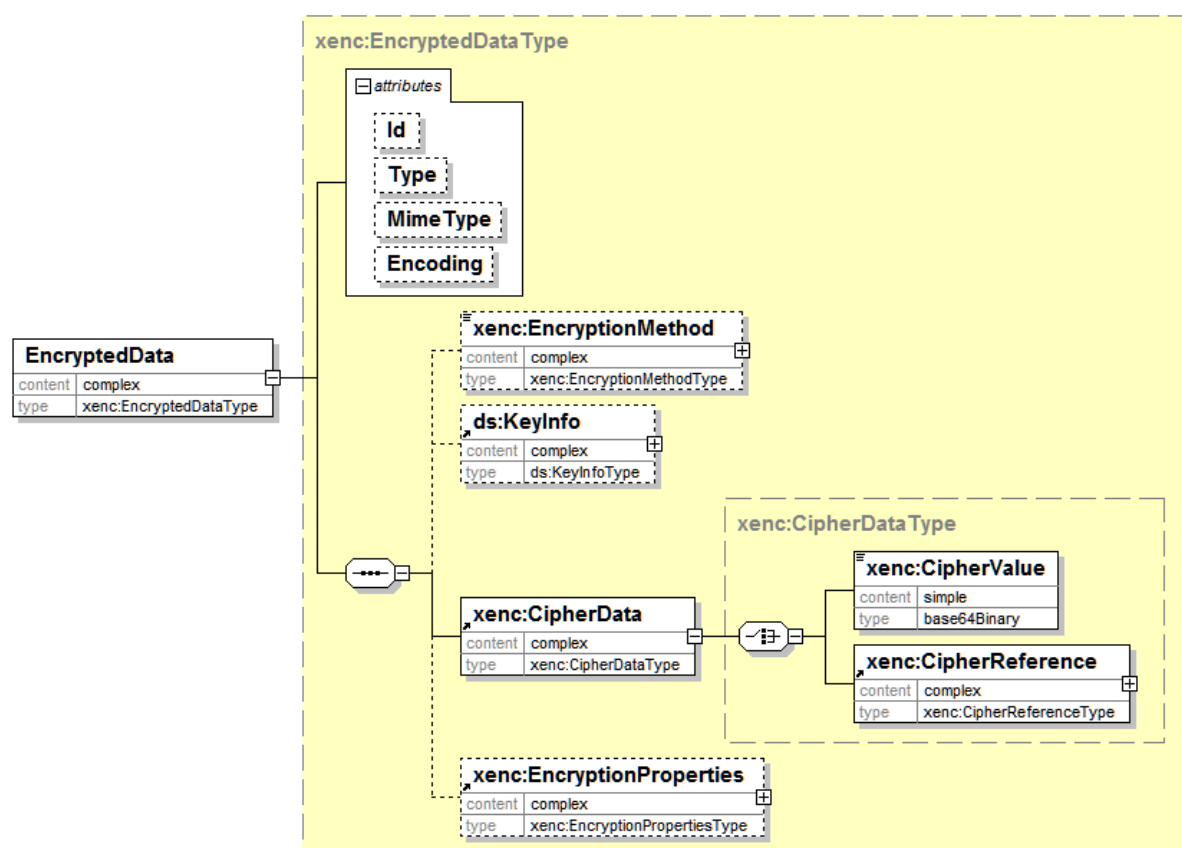 xenc:EncryptedDataType
attributes
Id
Type
MimeType
Encoding
EncryptedData
content complex
type xenc:EncryptedDataType
xenc:EncryptionMethod
content complex
type xenc:EncryptionMethodType
ds:KeyInfo
content complex
type ds:KeyInfoType
xenc:CipherData
content complex
type xenc:CipherDataType
xenc:CipherDataType
xenc:CipherValue
content simple
type base64Binary
xenc:CipherReference
content complex
type xenc:CipherReferenceType
xenc:EncryptionProperties
content complex
type xenc:EncryptionPropertiesType